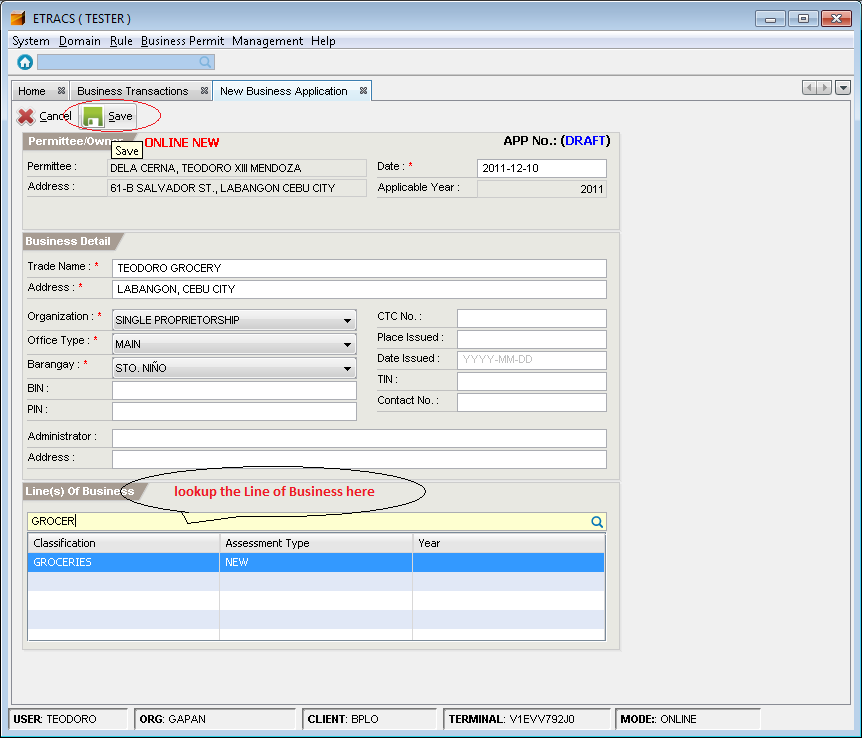 ETRACS ( TESTER )
System Domain Rule Business Permit Management Help
Home Business Transactions New Business Application
Cancel Save
Save
Permittee/Owner ONLINE NEW APP No.: (DRAFT)
Permittee : DELA CERNA, TEODORO XIII MENDOZA Date : * 2011-12-10
Address : 61-B SALVADOR ST., LABANGON CEBU CITY Applicable Year : 2011
Business Detail
Trade Name : * TEODORO GROCERY
Address : * LABANGON, CEBU CITY
Organization : * SINGLE PROPRIETORSHIP CTC No. :
Office Type : * MAIN Place Issued :
Barangay : * STO. NIÑO Date Issued : YYYY-MM-DD
BIN : TIN :
PIN : Contact No. :
Administrator :
Address :
Line(s) Of Business lookup the Line of Business here
GROCER
Classification Assessment Type Year
GROCERIES NEW
USER: TEODORO ORG: GAPAN CLIENT: BPLO TERMINAL: V1EVV792J0 MODE:: ONLINE